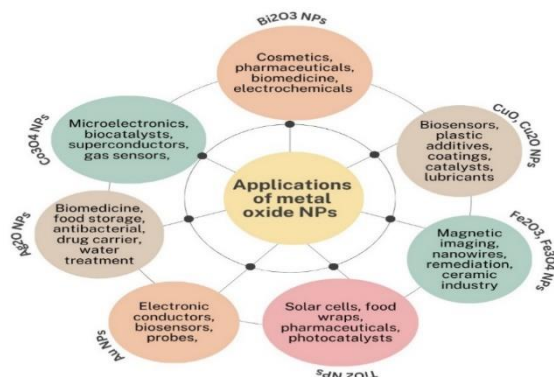 Bi2O3 NPs
Cosmetics,
pharmaceuticals,
biomedicine,
electrochemicals
CuO, Cu20 NPs
Biosensors,
plastic
additives,
coatings,
catalysts,
lubricants
Fe2O3, Fe3O4 NPs
Magnetic
imaging,
nanowires,
remediation,
ceramic
industry
TiO2 NPs
Solar cells, food
wraps,
pharmaceuticals,
photocatalysts
Au NPs
Electronic
conductors,
biosensors,
probes,
Ag2O NPs
Biomedicine,
food storage,
antibacterial,
drug carrier,
water
treatment
Co3O4 NPs
Microelectronics,
biocatalysts,
superconductors,
gas sensors,
Applications
of metal
oxide NPs